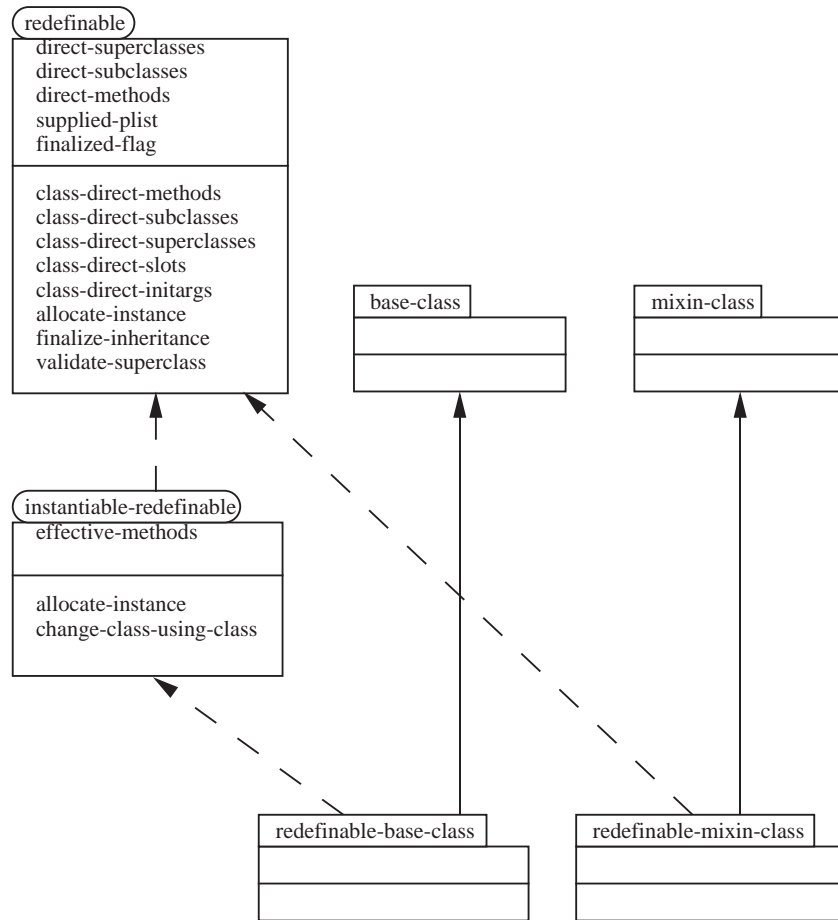 redefinable
direct-superclasses
direct-subclasses
direct-methods
supplied-plist
finalized-flag
class-direct-methods
class-direct-subclasses
class-direct-superclasses
class-direct-slots
class-direct-initargs
allocate-instance
finalize-inheritance
validate-superclass
base-class
mixin-class
instantiable-redefinable
effective-methods
allocate-instance
change-class-using-class
redefinable-base-class
redefinable-mixin-class